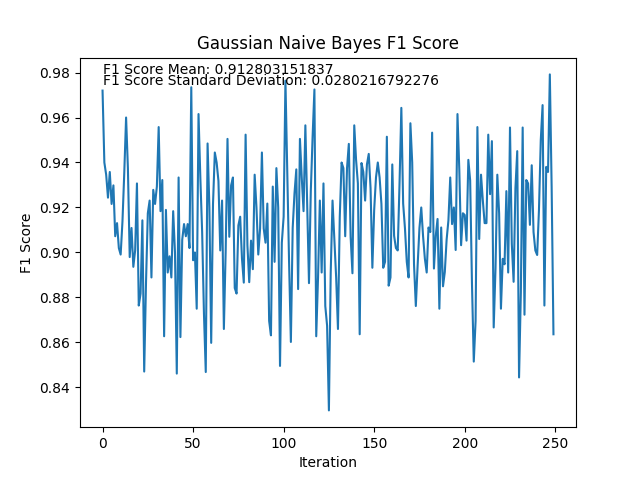 Gaussian Naive Bayes F1 Score
F1 Score Mean: 0.912803151837
F1 Score Standard Deviation: 0.0280216792276
0.98
0.96
0.94
0.92
0.90
0.88
0.86
0.84
F1 Score
0 50 100 150 200 250
Iteration